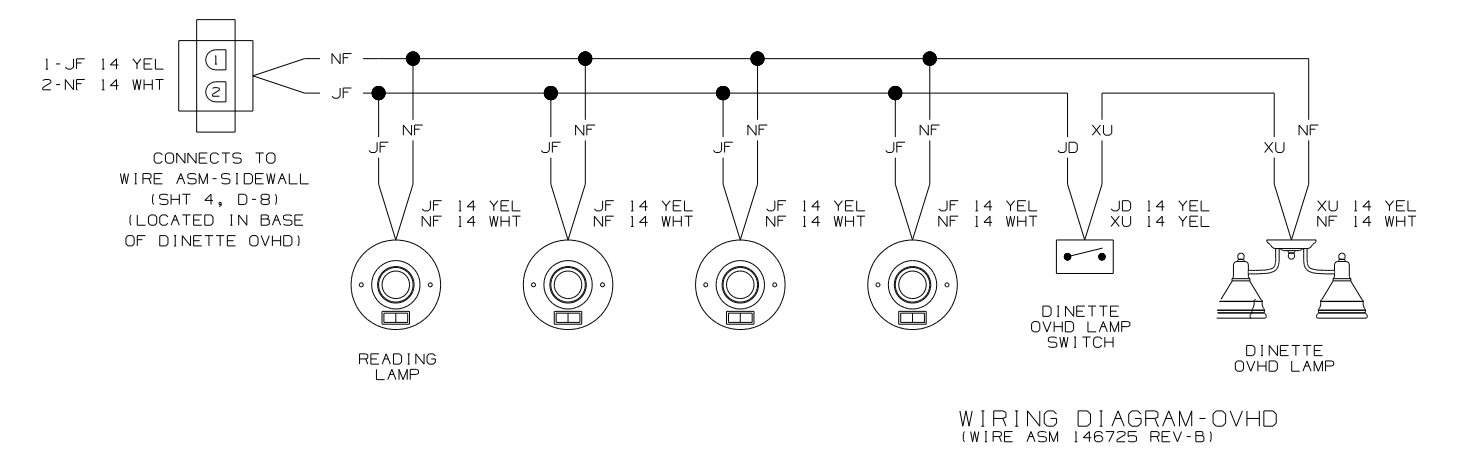 1-JF 14 YEL
2-NF 14 WHT
1
2
NF
JF
CONNECTS TO
WIRE ASM-SIDEWALL
(SHT 4, D-8)
(LOCATED IN BASE
OF DINETTE OVHD)
JF
NF
JF
NF
JF
NF
JF
NF
JD
XU
XU
NF
JF 14 YEL
NF 14 WHT
JF 14 YEL
NF 14 WHT
JF 14 YEL
NF 14 WHT
JF 14 YEL
NF 14 WHT
JD 14 YEL
XU 14 YEL
XU 14 YEL
NF 14 WHT
READING
LAMP
DINETTE
OVHD LAMP
SWITCH
DINETTE
OVHD LAMP
WIRING DIAGRAM-OVHD
(WIRE ASM 146725 REV-B)